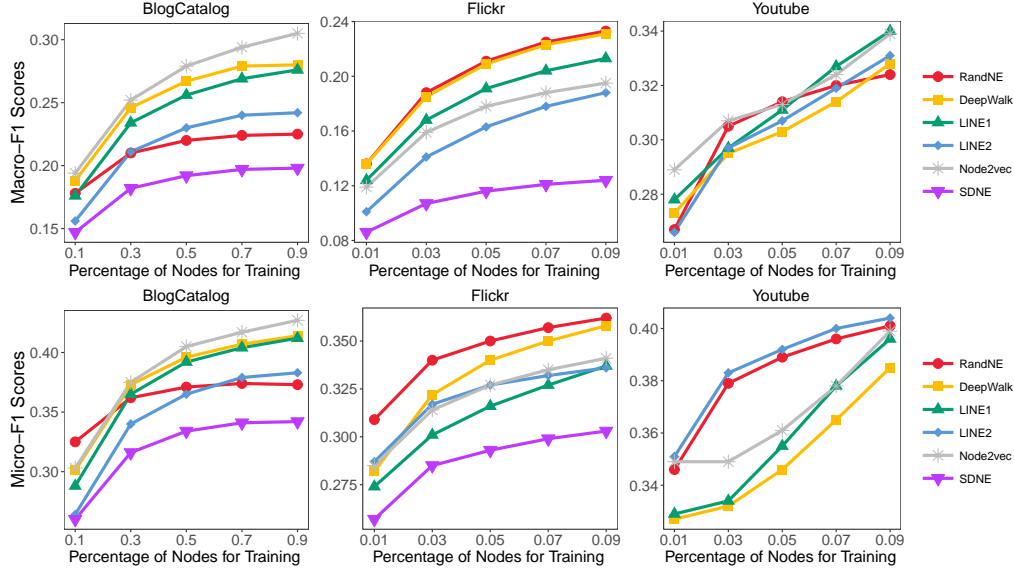 BlogCatalog Flickr Youtube
Macro−F1 Scores
0.30
0.25
0.20
0.15
0.1 0.3 0.5 0.7 0.9
Percentage of Nodes for Training
0.24
0.20
0.16
0.12
0.08
0.01 0.03 0.05 0.07 0.09
Percentage of Nodes for Training
0.34
0.32
0.30
0.28
0.01 0.03 0.05 0.07 0.09
Percentage of Nodes for Training
RandNE
DeepWalk
LINE1
LINE2
Node2vec
SDNE
BlogCatalog Flickr Youtube
Micro−F1 Scores
0.40
0.35
0.30
0.1 0.3 0.5 0.7 0.9
Percentage of Nodes for Training
0.350
0.325
0.300
0.275
0.01 0.03 0.05 0.07 0.09
Percentage of Nodes for Training
0.40
0.38
0.36
0.34
0.01 0.03 0.05 0.07 0.09
Percentage of Nodes for Training
RandNE
DeepWalk
LINE1
LINE2
Node2vec
SDNE